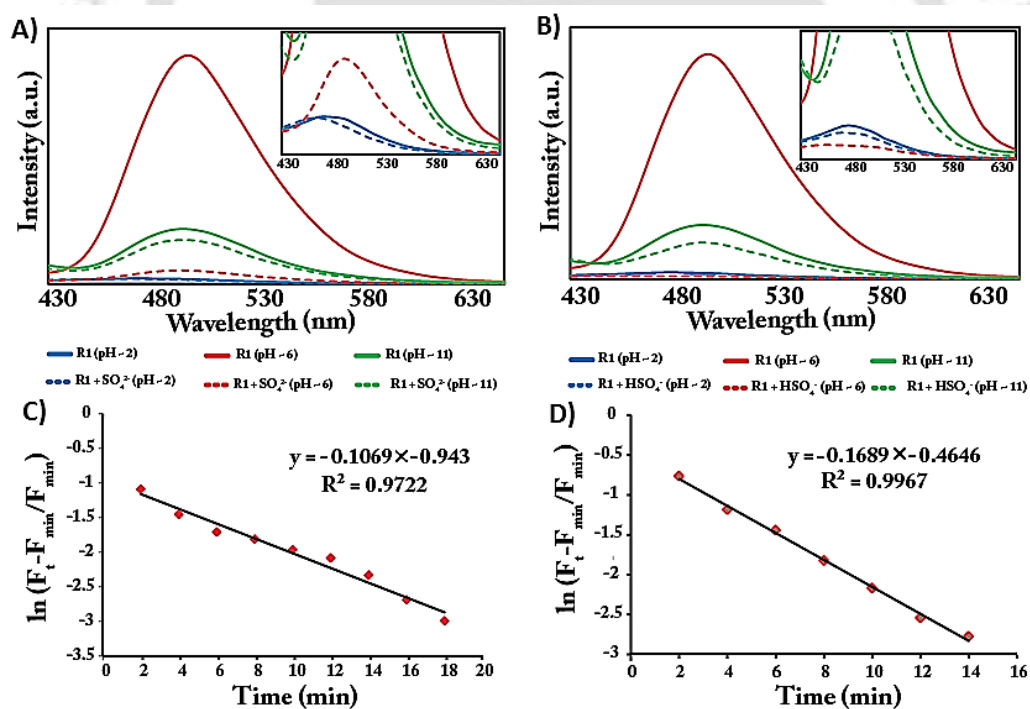 A)
B)
Intensity (a.u.)
430 480 530 580 630
430 480 530 580 630
Wavelength (nm)
Intensity (a.u.)
430 480 530 580 630
430 480 530 580 630
Wavelength (nm)
R1 (pH ~ 2) R1 (pH ~ 6) R1 (pH ~ 11)
R1 + SO₄²⁻ (pH ~ 2) R1 + SO₄²⁻ (pH ~ 6) R1 + SO₄²⁻ (pH ~ 11)
R1 (pH ~ 2) R1 (pH ~ 6) R1 (pH ~ 11)
R1 + HSO₄⁻ (pH ~ 2) R1 + HSO₄⁻ (pH ~ 6) R1 + HSO₄⁻ (pH ~ 11)
C)
ln (Fₜ-Fₘᵢₙ/Fₘᵢₙ)
0
-0.5
-1
-1.5
-2
-2.5
-3
-3.5
y = -0.1069×-0.943
R² = 0.9722
0 2 4 6 8 10 12 14 16 18 20
Time (min)
D)
ln (Fₜ-Fₘᵢₙ/Fₘᵢₙ)
0
-0.5
-1
-1.5
-2
-2.5
-3
y = -0.1689×-0.4646
R² = 0.9967
0 2 4 6 8 10 12 14 16
Time (min)